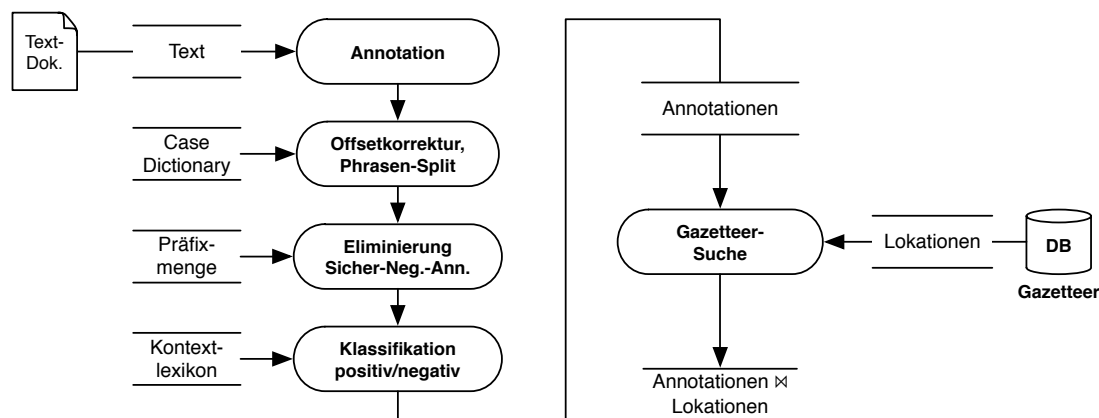 Text-
Dok.
Text
Annotation
Case
Dictionary
Offsetkorrektur,
Phrasen-Split
Präfix-
menge
Eliminierung
Sicher-Neg.-Ann.
Kontext-
lexikon
Klassifikation
positiv/negativ
Annotationen
Gazetteer-
Suche
Lokationen
DB
Gazetteer
Annotationen ⋈
Lokationen